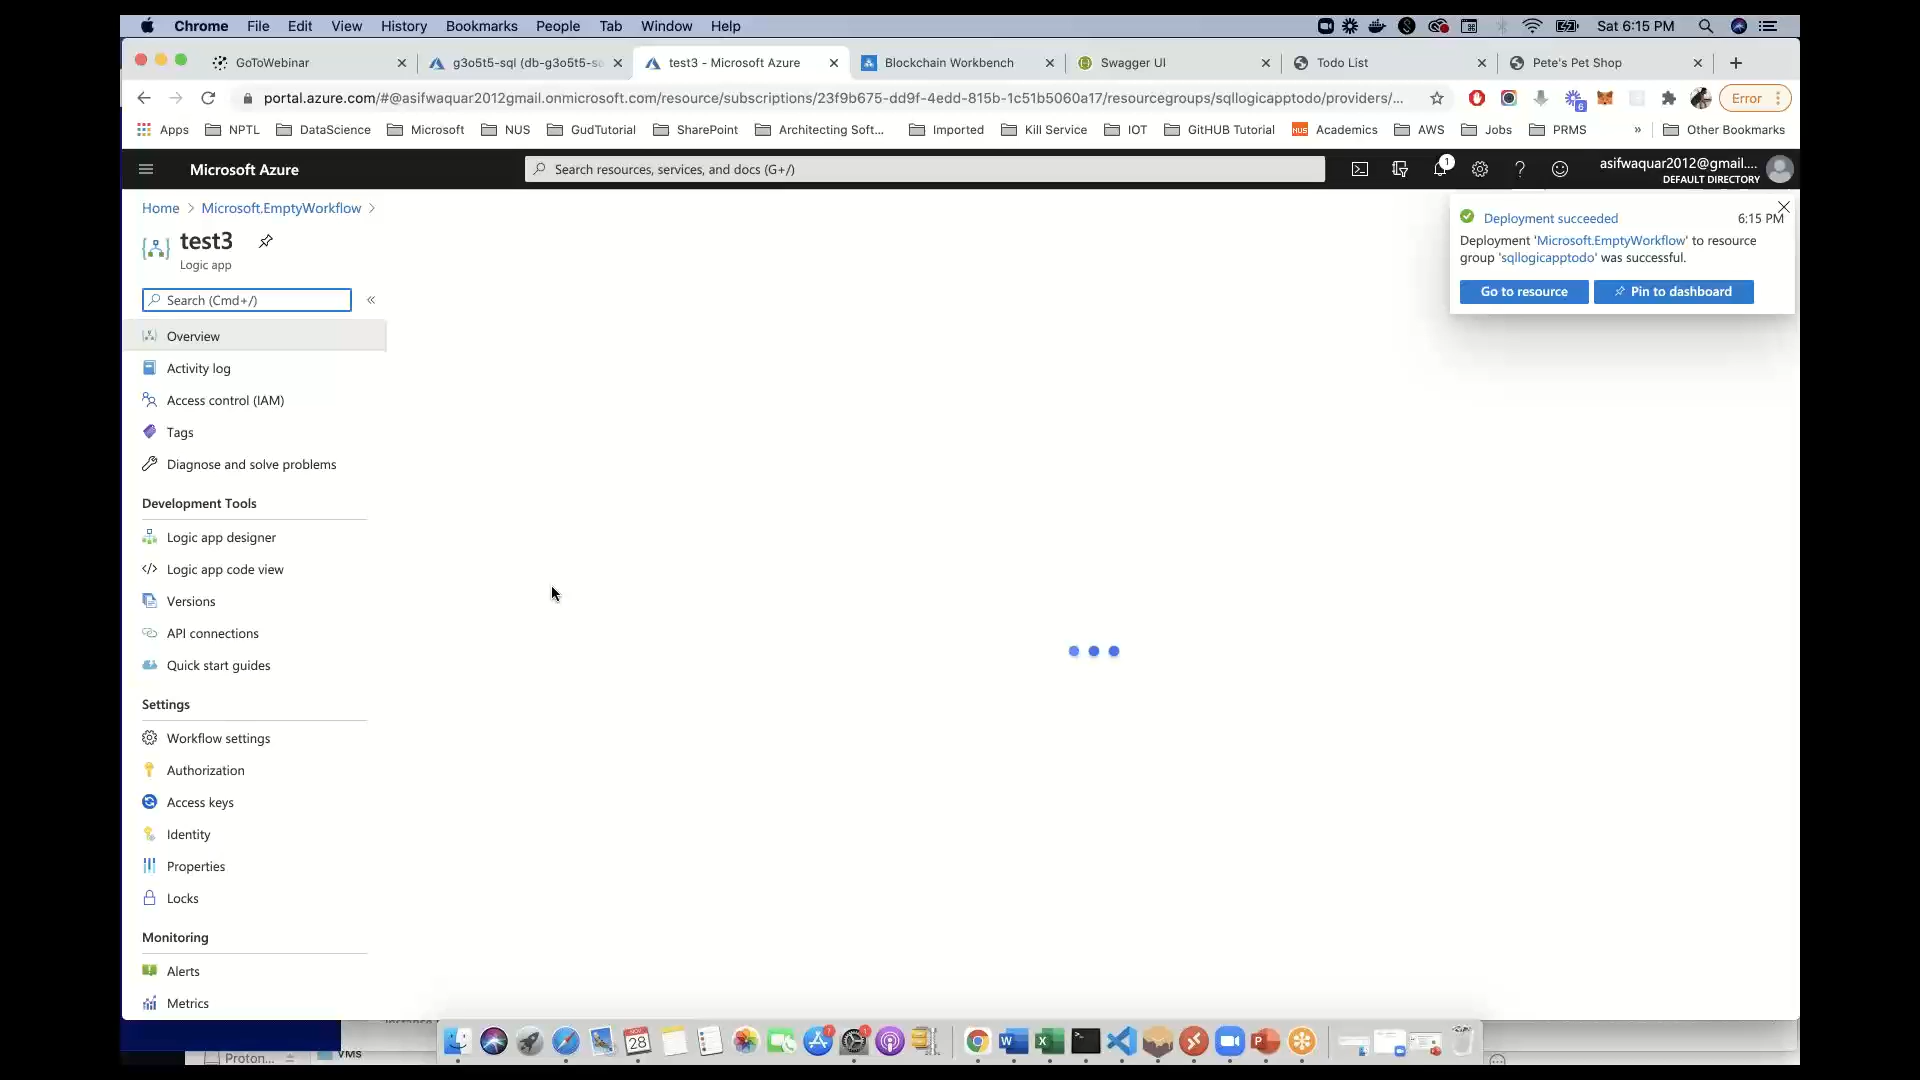 Chrome File Edit View History Bookmarks People Tab Window Help
Sat 6:15 PM
GoToWebinar
g3o5t5-sql (db-g3o5t5-s
test3 - Microsoft Azure
Blockchain Workbench
Swagger UI
Todo List
Pete's Pet Shop
portal.azure.com/#@asifwaquar2012gmail.onmicrosoft.com/resource/subscriptions/23f9b675-dd9f-4edd-815b-1c51b5060a17/resourcegroups/sqllogicapptodo/providers/...
6
Error
Apps NPTL DataScience Microsoft NUS GudTutorial SharePoint Architecting Soft... Imported Kill Service IOT GitHUB Tutorial NUS Academics AWS Jobs PRMS » Other Bookmarks
Microsoft Azure
Search resources, services, and docs (G+/)
1
asifwaquar2012@gmail....
DEFAULT DIRECTORY
Home > Microsoft.EmptyWorkflow >
test3
Logic app
Deployment succeeded 6:15 PM
Deployment 'Microsoft.EmptyWorkflow' to resource
group 'sqllogicapptodo' was successful.
Go to resource
Pin to dashboard
Search (Cmd+/)
«
Overview
Activity log
Access control (IAM)
Tags
Diagnose and solve problems
Development Tools
Logic app designer
Logic app code view
Versions
API connections
Quick start guides
Settings
Workflow settings
Authorization
Access keys
Identity
Properties
Locks
Monitoring
Alerts
Metrics
Proton...
VMS
NOV
28